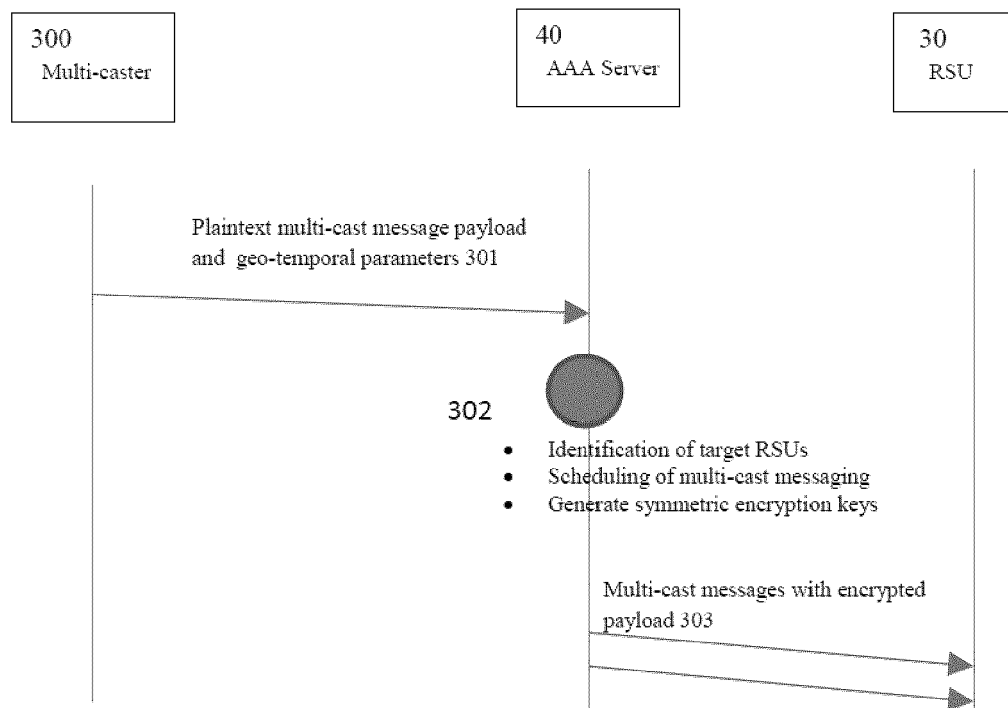 300
Multi-caster
40
AAA Server
30
RSU
Plaintext multi-cast message payload
and geo-temporal parameters 301
302
• Identification of target RSUs
• Scheduling of multi-cast messaging
• Generate symmetric encryption keys
Multi-cast messages with encrypted
payload 303